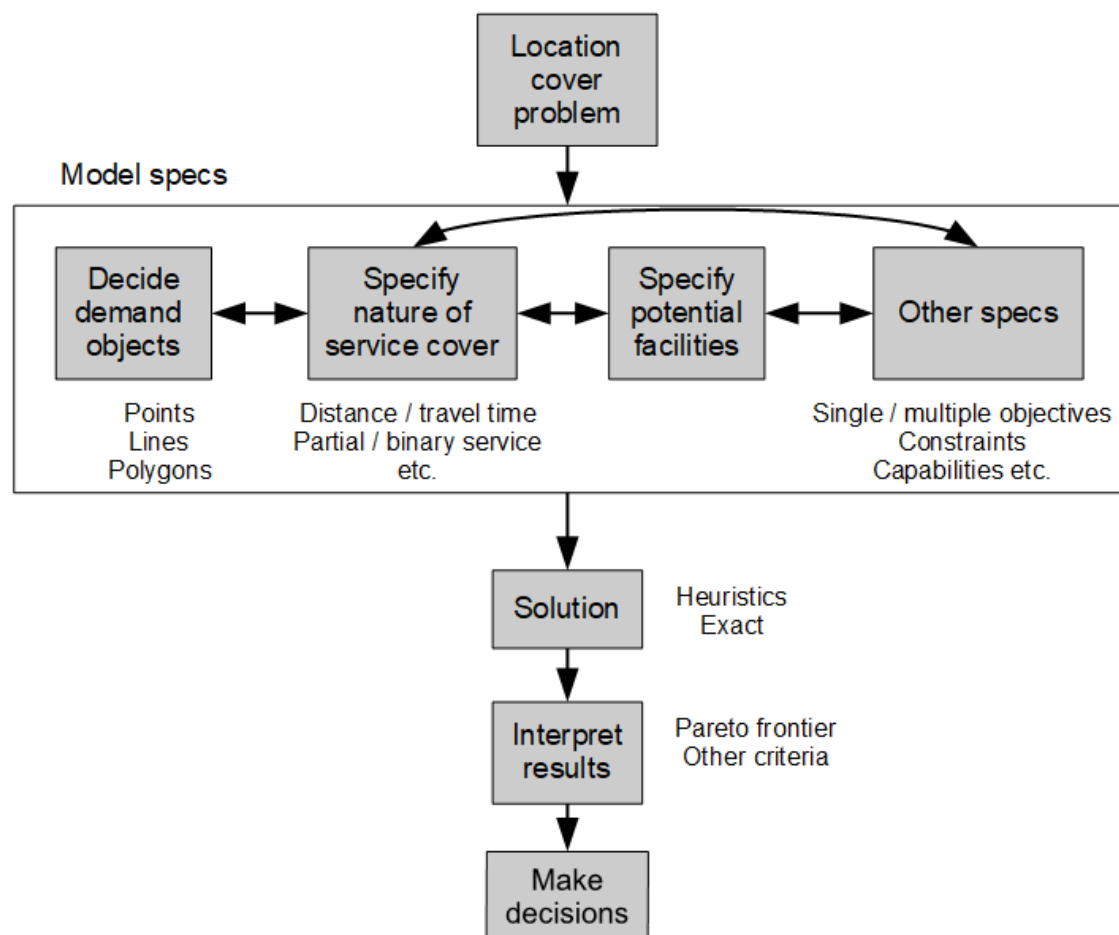 Location
cover
problem
Model specs
Decide
demand
objects
Specify
nature of
service cover
Specify
potential
facilities
Other specs
Points
Lines
Polygons
Distance / travel time
Partial / binary service
etc.
Single / multiple objectives
Constraints
Capabilities etc.
Solution
Heuristics
Exact
Interpret
results
Pareto frontier
Other criteria
Make
decisions